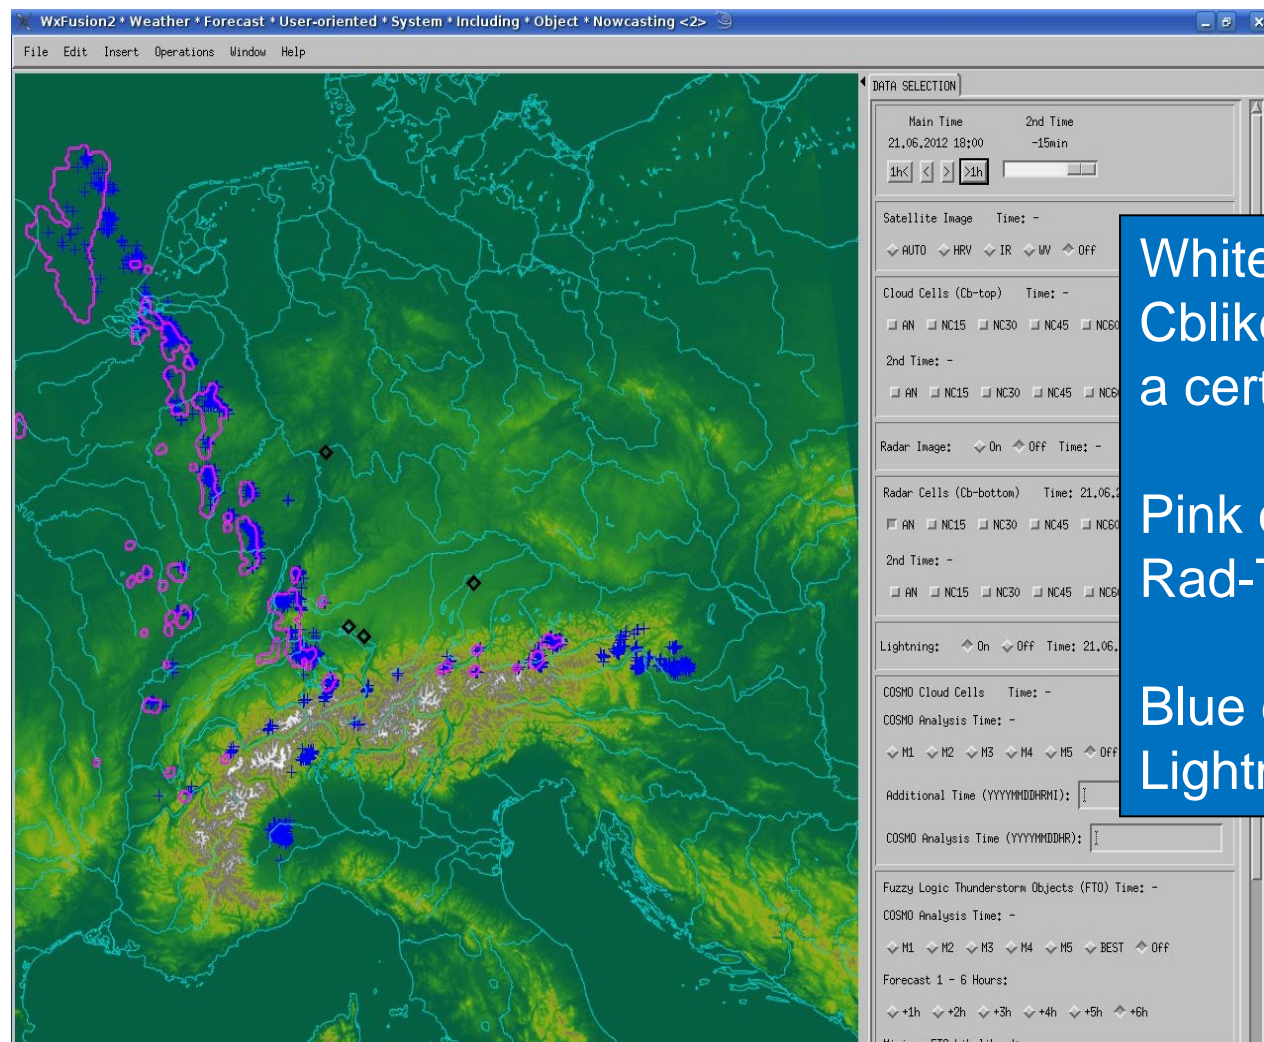 WxFusion2 * Weather * Forecast * User-oriented * System * Including * Object * Nowcasting <2>
File Edit Insert Operations Window Help
DATA SELECTION
Main Time 2nd Time
21.06.2012 18:00 -15min
1h< < > >1h
Satellite Image Time: -
AUTO HRV IR WV Off
Cloud Cells (Cb-top) Time: -
AN NC15 NC30 NC45 NC60
2nd Time: -
AN NC15 NC30 NC45 NC6
Radar Image: On Off Time: -
Radar Cells (Cb-bottom) Time: 21.06.2
AN NC15 NC30 NC45 NC60
2nd Time: -
AN NC15 NC30 NC45 NC6
Lightning: On Off Time: 21.06.
COSMO Cloud Cells Time: -
COSMO Analysis Time: -
M1 M2 M3 M4 M5 Off
Additional Time (YYYYMMDDHRMI):
COSMO Analysis Time (YYYYMMDDHR):
Fuzzy Logic Thunderstorm Objects (FTO) Time: -
COSMO Analysis Time: -
M1 M2 M3 M4 M5 BEST Off
Forecast 1 - 6 Hours:
+1h +2h +3h +4h +5h +6h
White
Cblike
a cert
Pink
Rad-T
Blue
Lightn